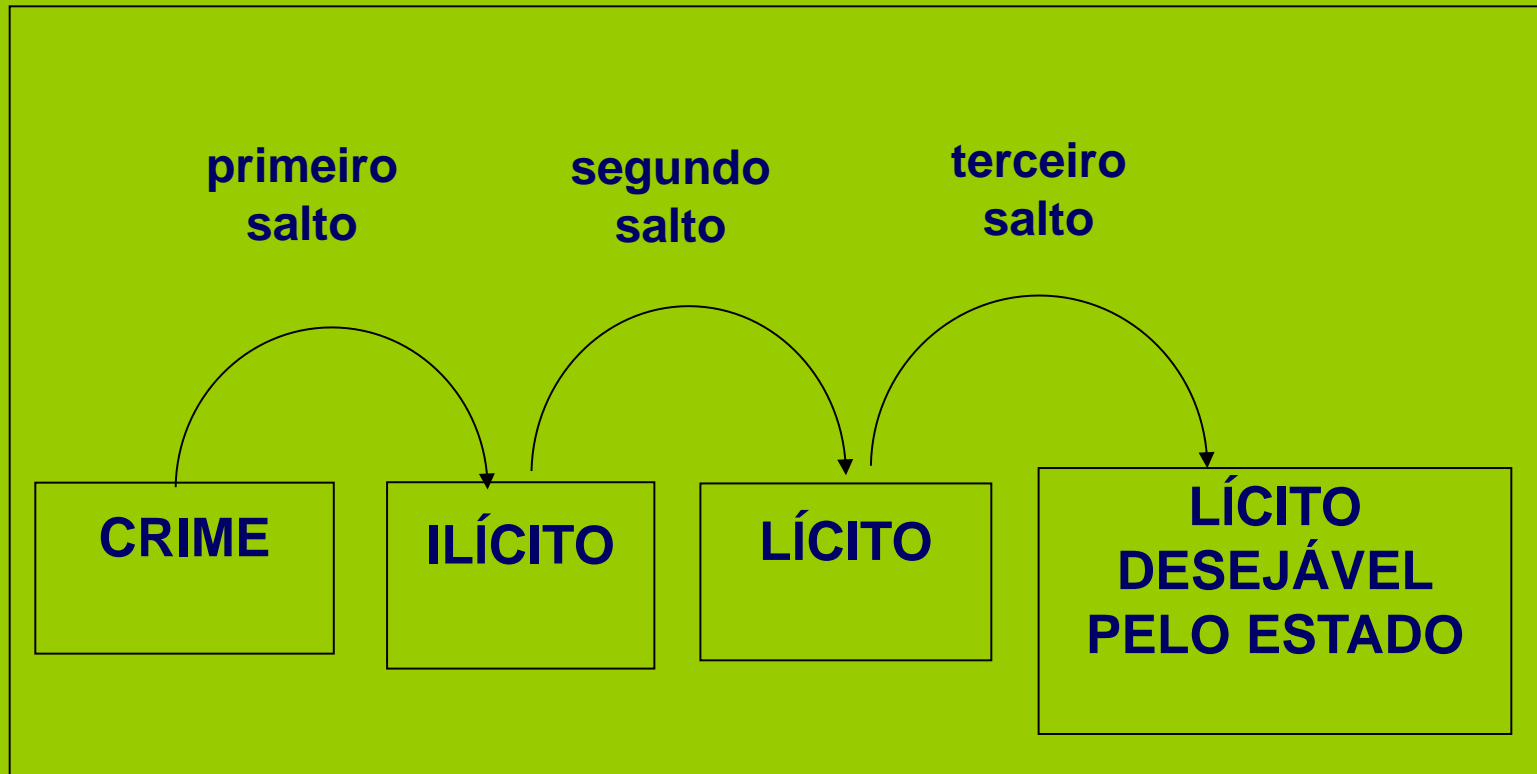 primeiro
salto
segundo
salto
terceiro
salto
CRIME
ILÍCITO
LÍCITO
LÍCITO
DESEJÁVEL
PELO ESTADO